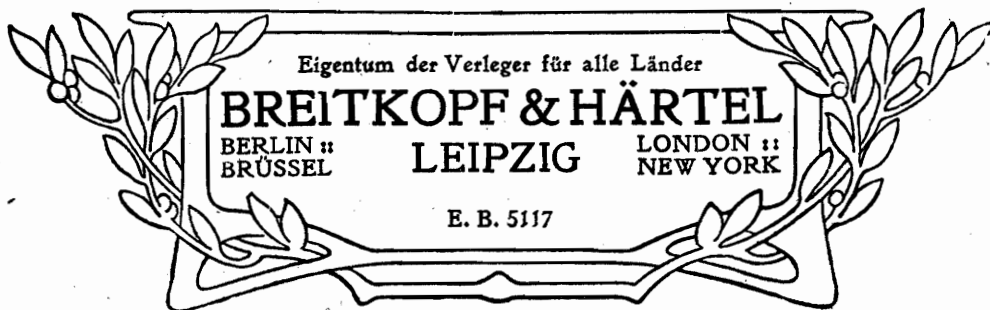 Eigentum der Verleger für alle Länder
BREITKOPF & HÄRTEL
BERLIN :: LEIPZIG LONDON ::
BRÜSSEL NEW YORK
E. B. 5117